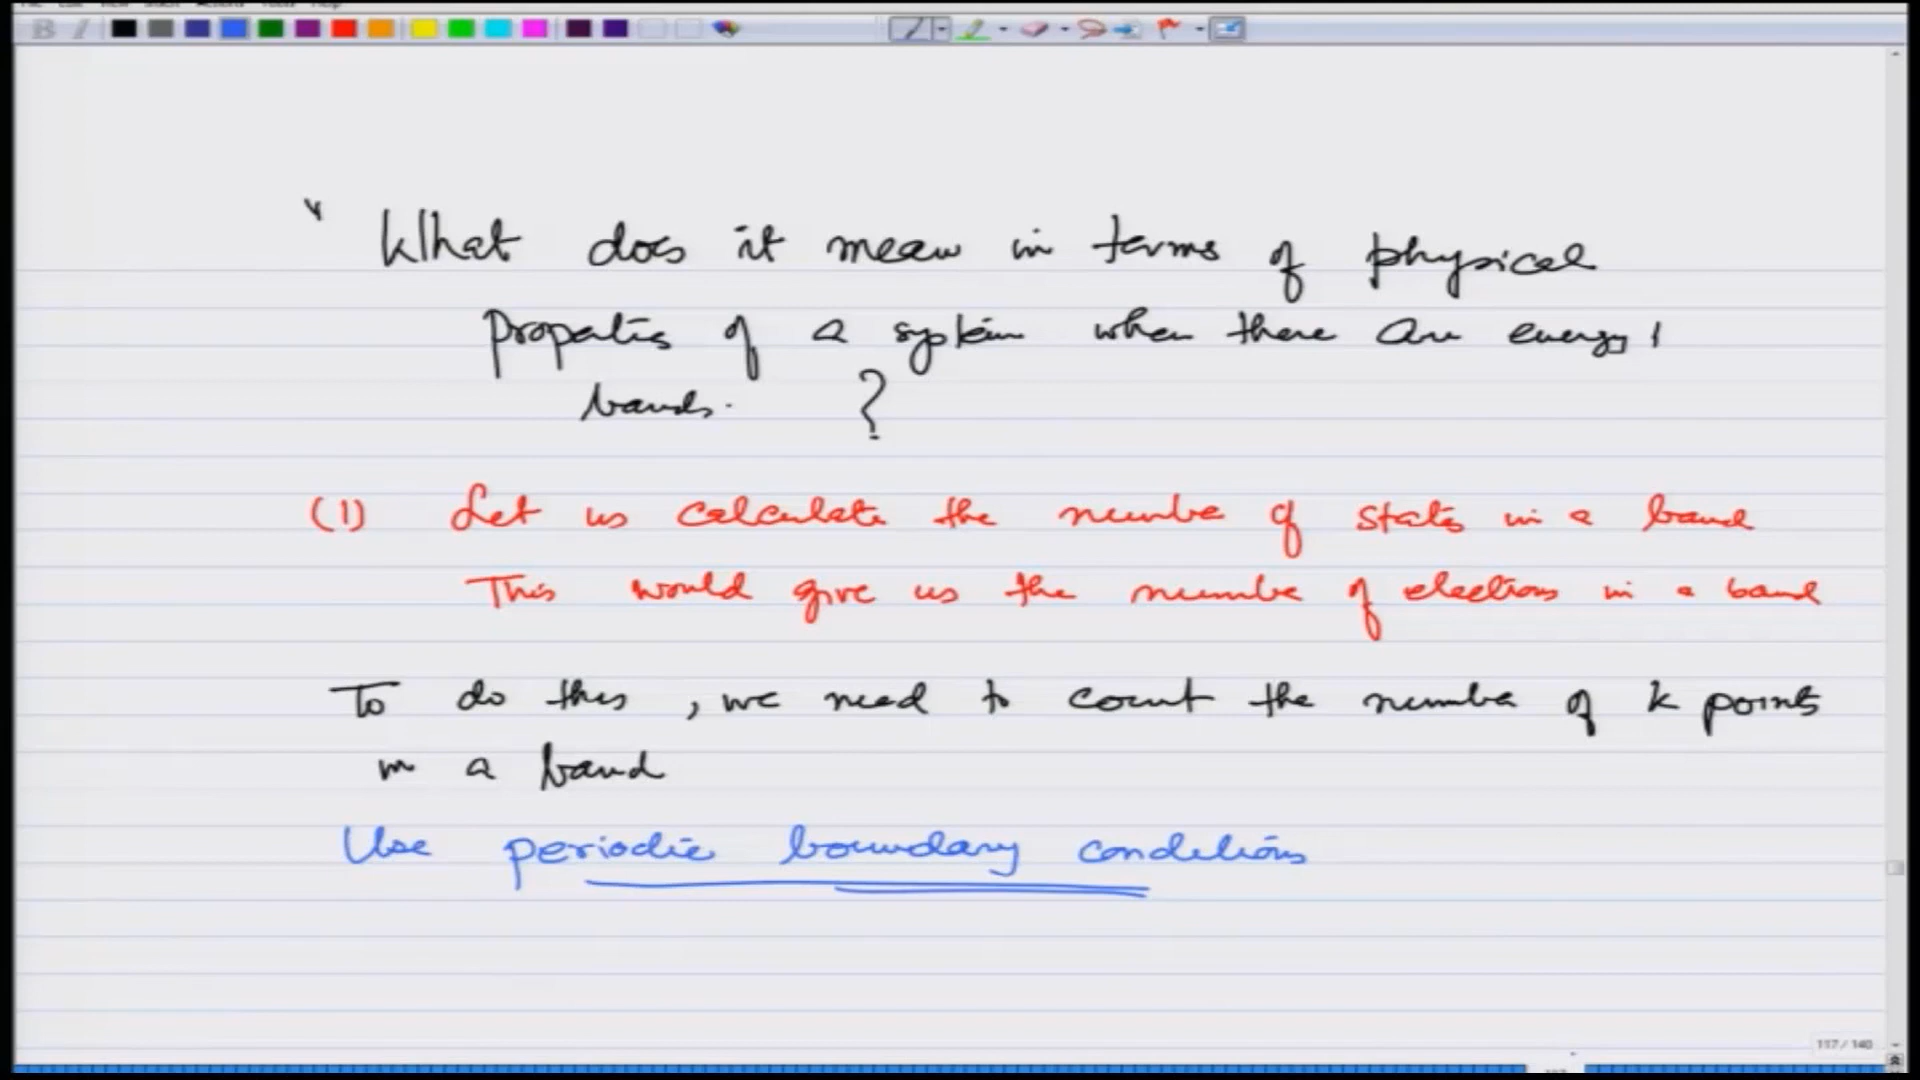 What does it mean in terms of physical
properties of a system when there are energy
bands. ?
(1) Let us calculate the number of states in a band
This would give us the number of electrons in a band
To do this, we need to count the number of k points
in a band
Use periodic boundary conditions
117 / 140